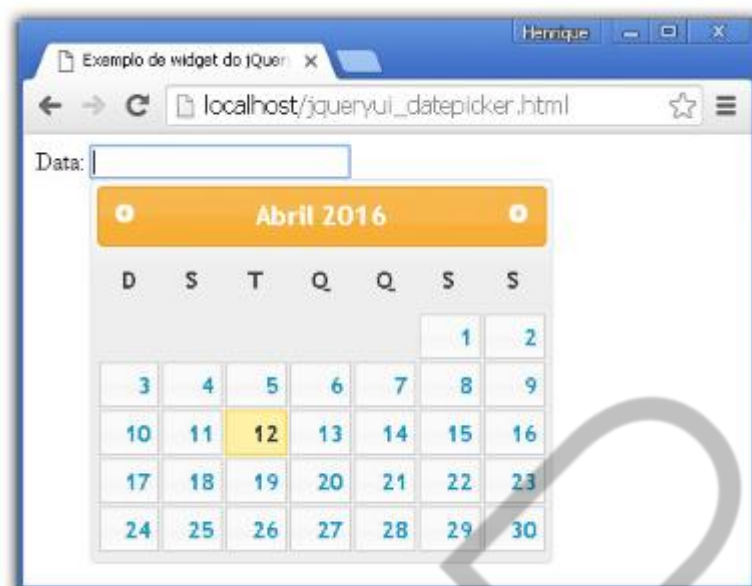 Henrique
Exemplo de widget do jQuer
localhost/jqueryui_datepicker.html
Data:
Abril 2016
D S T Q Q S S
1 2
3 4 5 6 7 8 9
10 11 12 13 14 15 16
17 18 19 20 21 22 23
24 25 26 27 28 29 30